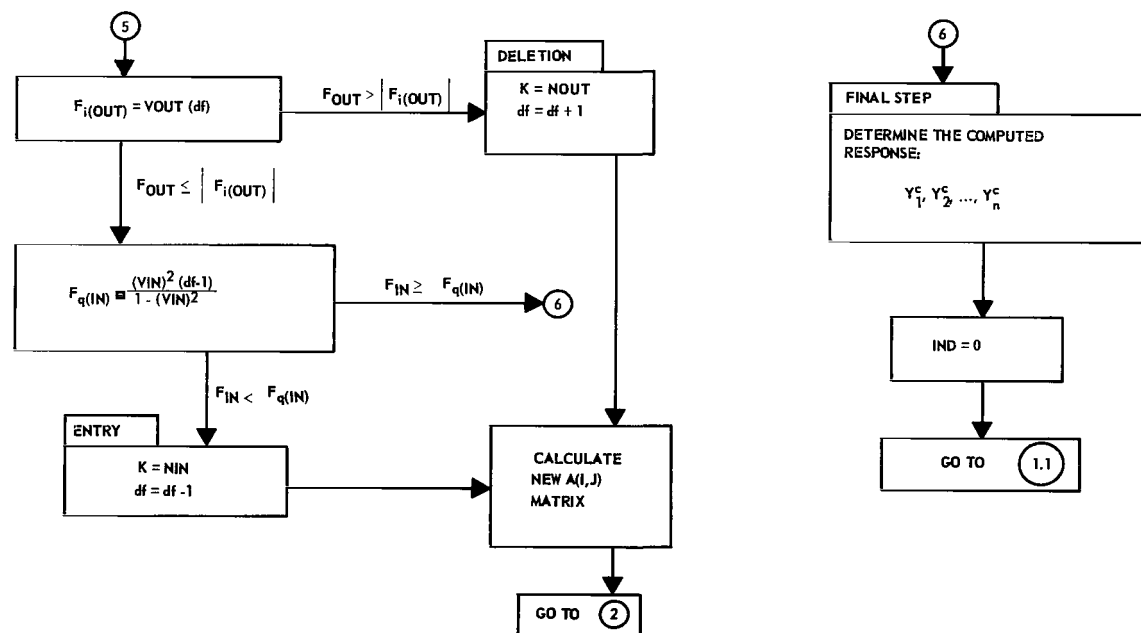 5
F_i(OUT) = VOUT (df)
F_OUT > |F_i(OUT)|
DELETION
K = NOUT
df = df + 1
F_OUT ≤ |F_i(OUT)|
F_q(IN) = (VIN)² (df-1) / 1 - (VIN)²
F_IN ≥ F_q(IN)
6
F_IN < F_q(IN)
ENTRY
K = NIN
df = df -1
CALCULATE
NEW A(I,J)
MATRIX
GO TO 2
6
FINAL STEP
DETERMINE THE COMPUTED
RESPONSE:
Y^c_1, Y^c_2, ..., Y^c_n
IND = 0
GO TO 1.1